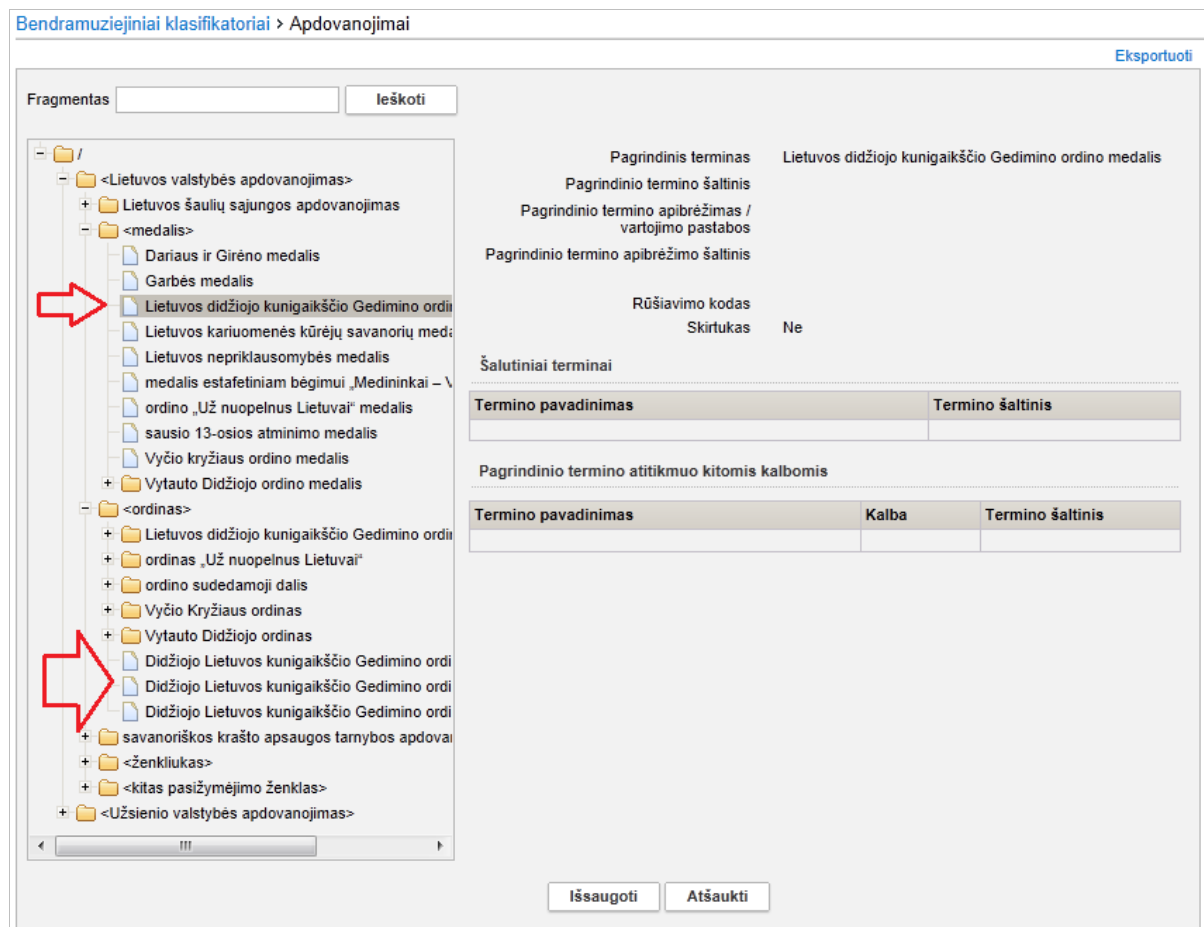 Bendramuziejiniai klasifikatoriai > Apdovanojimai
Eksportuoti
Fragmentas
Ieškoti
/
<Lietuvos valstybės apdovanojimas>
Lietuvos šaulių sąjungos apdovanojimas
<medalis>
Dariaus ir Girėno medalis
Garbės medalis
Lietuvos didžiojo kunigaikščio Gedimino ordi
Lietuvos kariuomenės kūrėjų savanorių meda
Lietuvos nepriklausomybės medalis
medalis estafetiniam bėgimui „Medininkai – V
ordino „Už nuopelnus Lietuvai“ medalis
sausio 13-osios atminimo medalis
Vyčio kryžiaus ordino medalis
Vytauto Didžiojo ordino medalis
<ordinas>
Lietuvos didžiojo kunigaikščio Gedimino ordi
ordinas „Už nuopelnus Lietuvai“
ordino sudedamoji dalis
Vyčio Kryžiaus ordinas
Vytauto Didžiojo ordinas
Didžiojo Lietuvos kunigaikščio Gedimino ordi
Didžiojo Lietuvos kunigaikščio Gedimino ordi
Didžiojo Lietuvos kunigaikščio Gedimino ordi
savanoriškos krašto apsaugos tarnybos apdova
<ženkliukas>
<kitas pasižymėjimo ženklas>
<Užsienio valstybės apdovanojimas>
Pagrindinis terminas Lietuvos didžiojo kunigaikščio Gedimino ordino medalis
Pagrindinio termino šaltinis
Pagrindinio termino apibrėžimas /
vartojimo pastabos
Pagrindinio termino apibrėžimo šaltinis
Rūšiavimo kodas
Skirtukas Ne
Šalutiniai terminai
Termino pavadinimas Termino šaltinis
Pagrindinio termino atitikmuo kitomis kalbomis
Termino pavadinimas Kalba Termino šaltinis
Išsaugoti Atšaukti